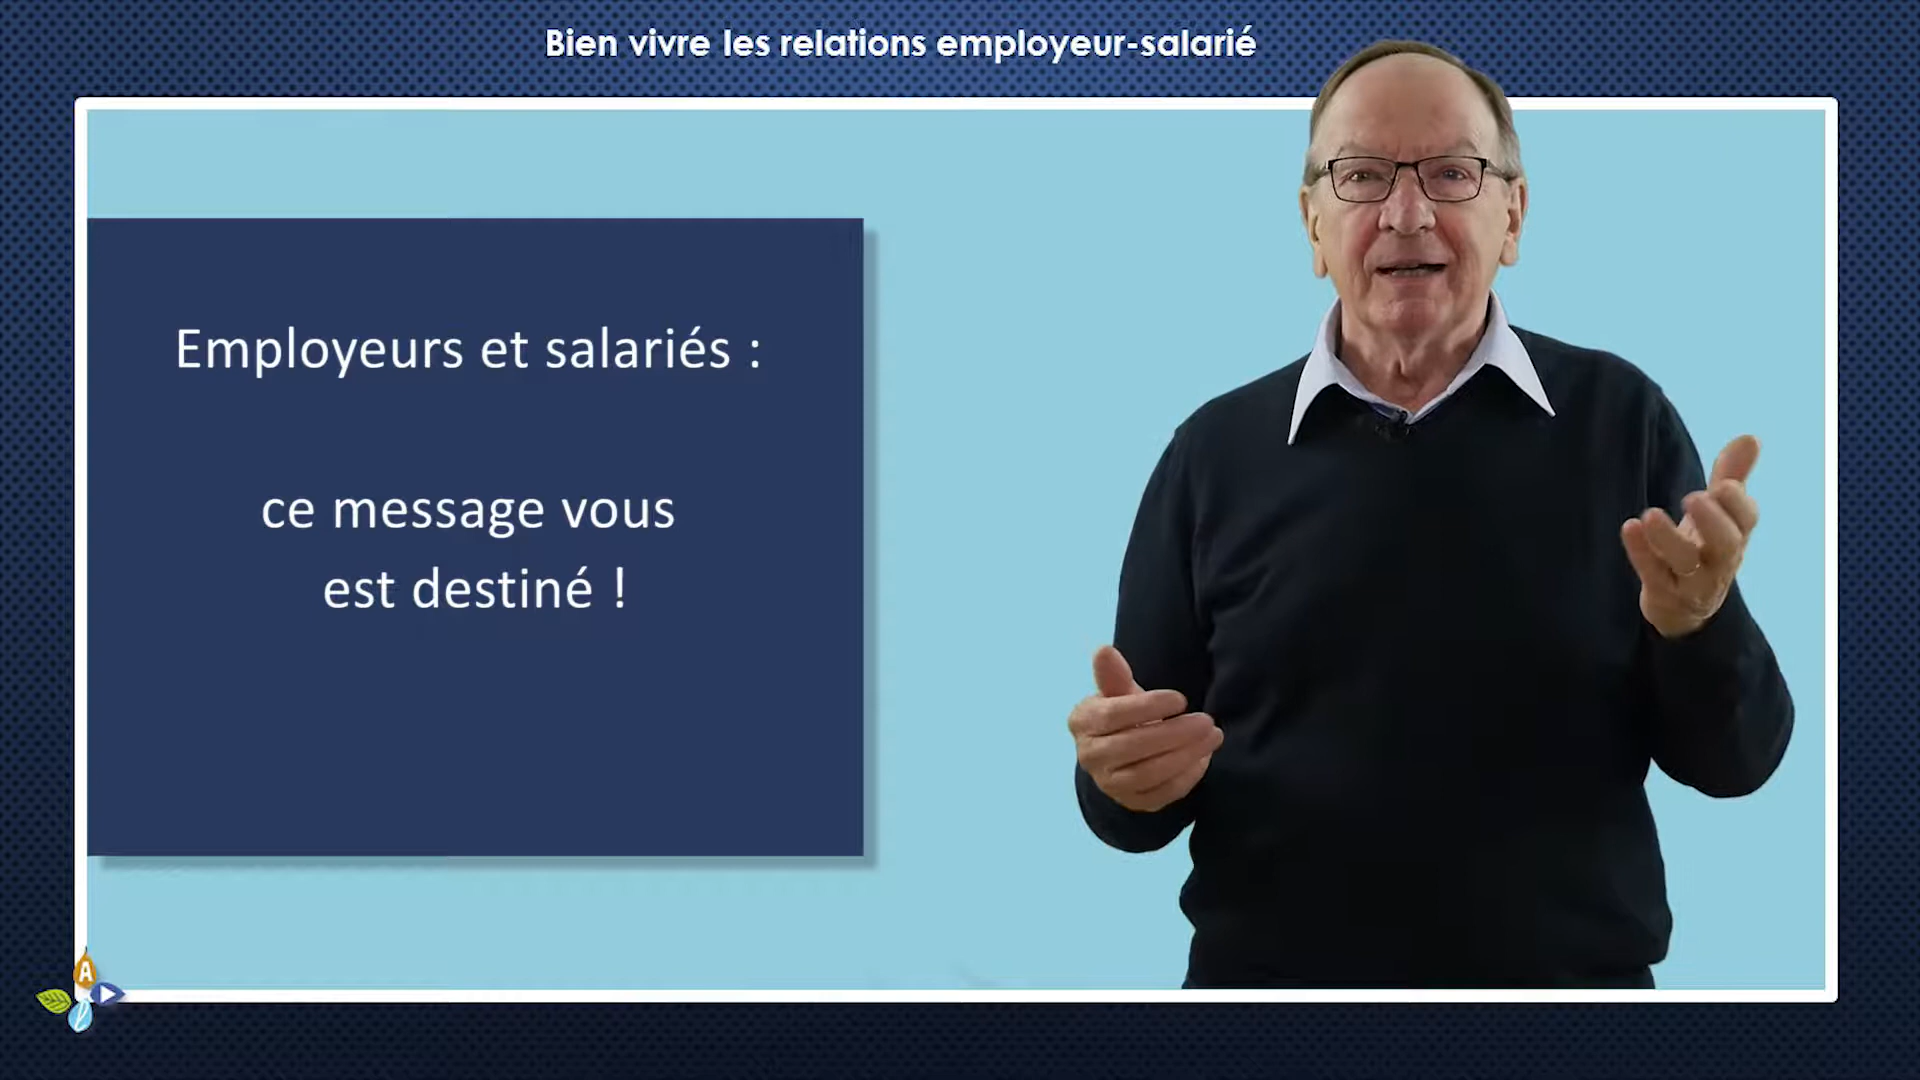 Bien vivre les relations employeur-salarié
Employeurs et salariés :
ce message vous
est destiné !
A